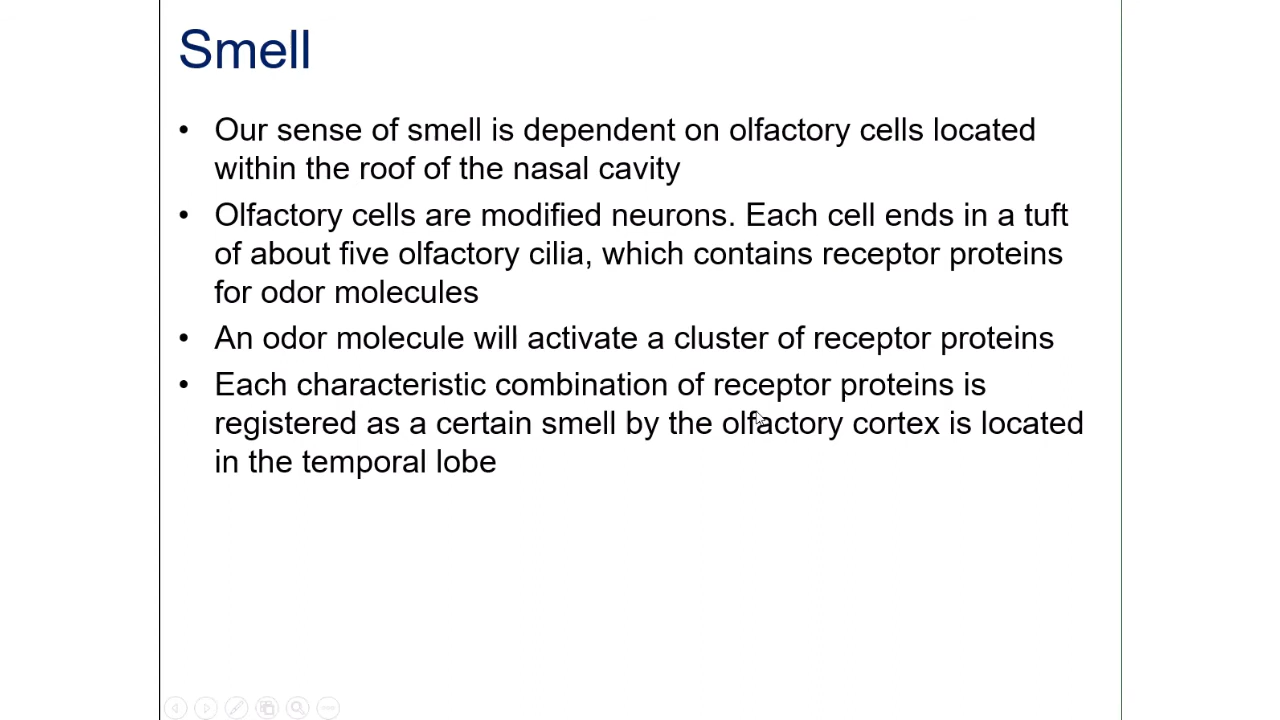 Smell
• Our sense of smell is dependent on olfactory cells located
within the roof of the nasal cavity
• Olfactory cells are modified neurons. Each cell ends in a tuft
of about five olfactory cilia, which contains receptor proteins
for odor molecules
• An odor molecule will activate a cluster of receptor proteins
• Each characteristic combination of receptor proteins is
registered as a certain smell by the olfactory cortex is located
in the temporal lobe